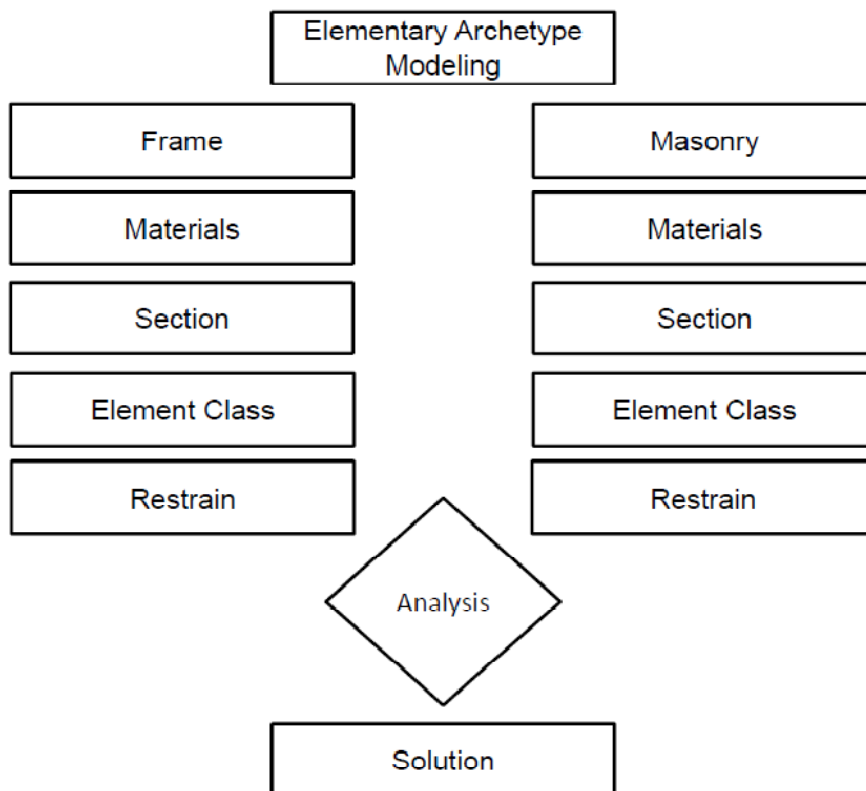 Elementary Archetype
Modeling
Frame
Masonry
Materials
Materials
Section
Section
Element Class
Element Class
Restrain
Restrain
Analysis
Solution